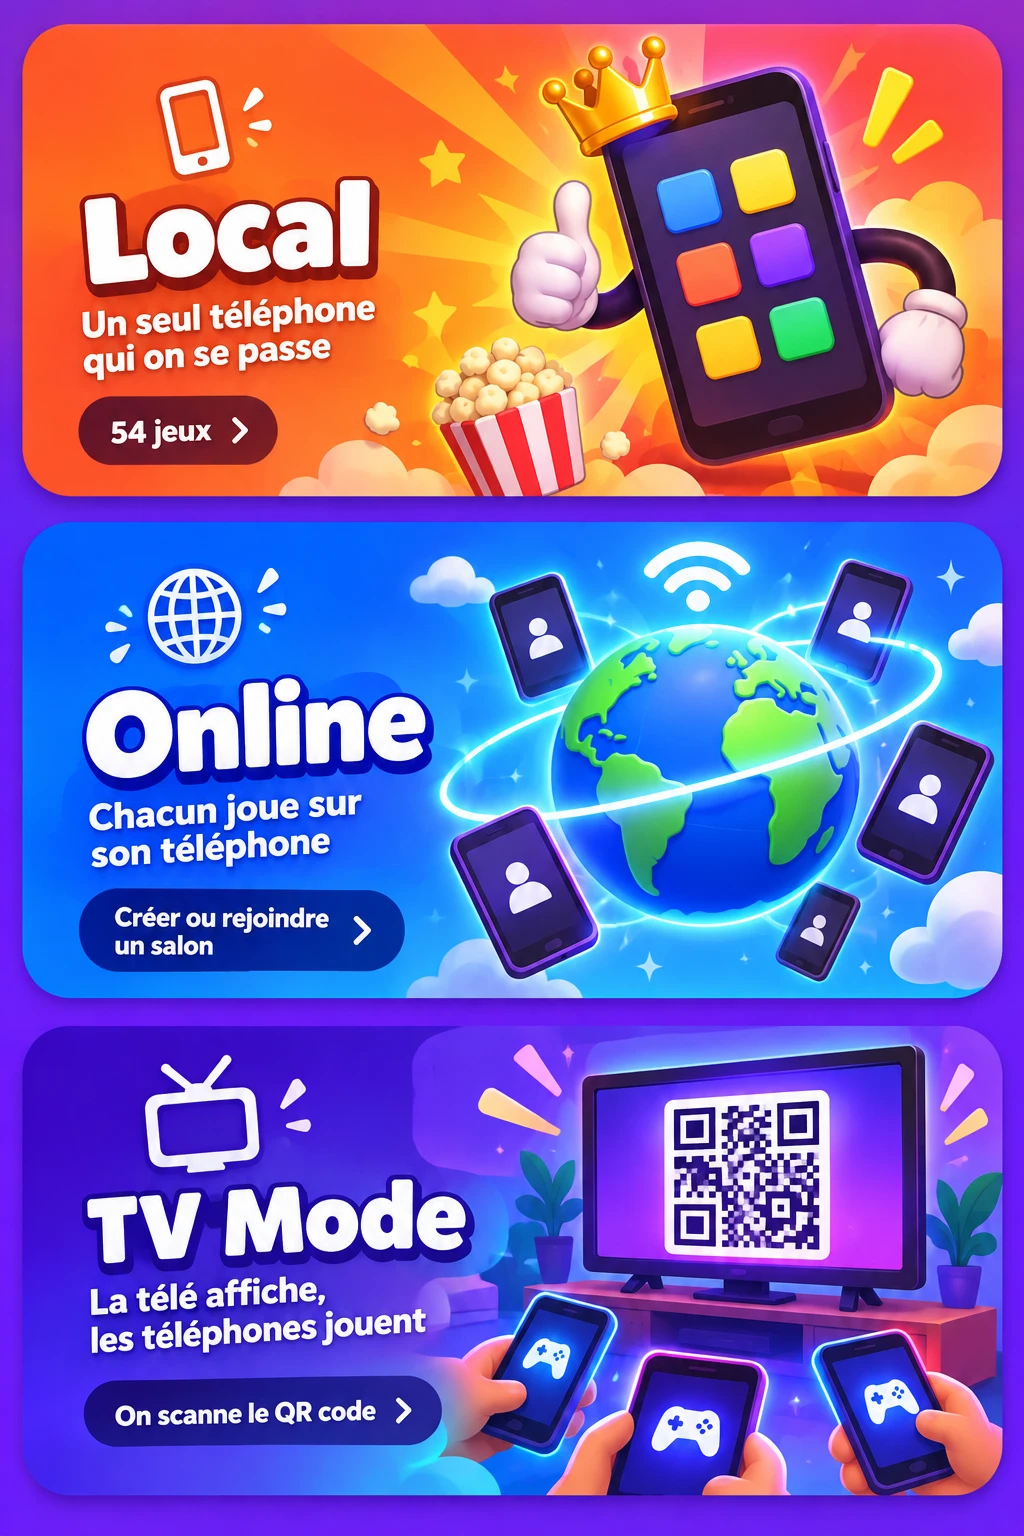 Local
Un seul téléphone
qui on se passe
54 jeux
Online
Chacun joue sur
son téléphone
Créer ou rejoindre
un salon
TV Mode
La télé affiche,
les téléphones jouent
On scanne le QR code